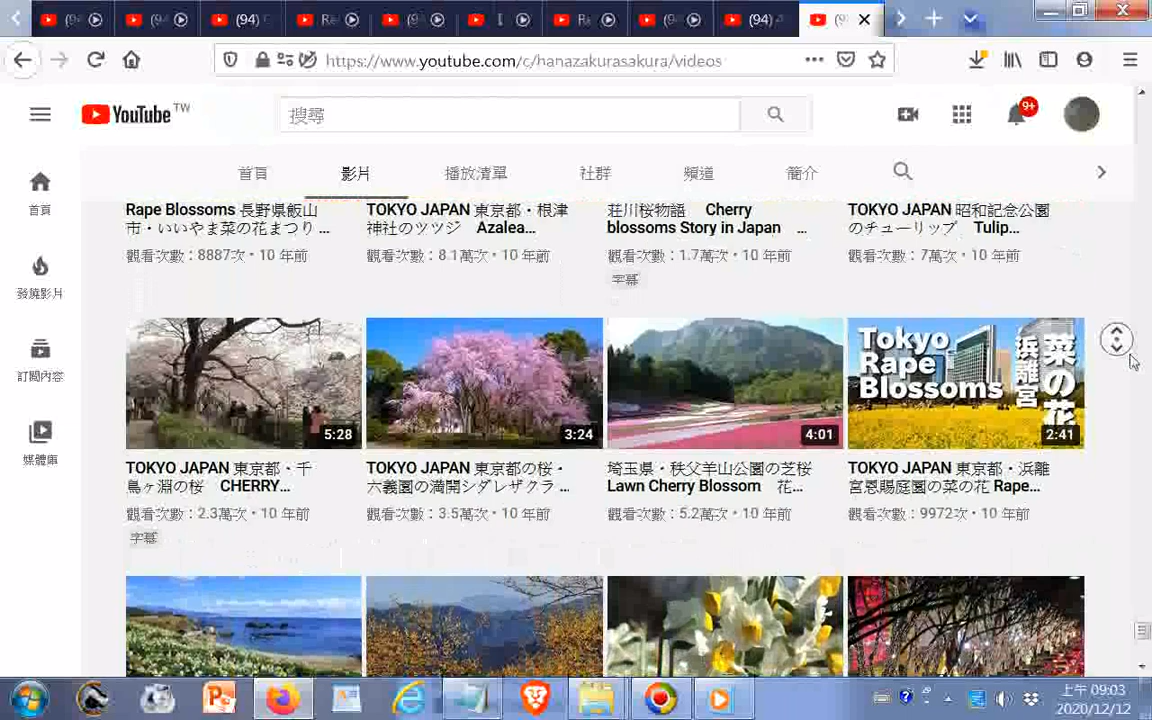 (94)
(94)
https://www.youtube.com/c/hanazakurasakura/videos
YouTube TW
搜尋
9+
首頁
影片
播放清單
社群
頻道
簡介
首頁
發燒影片
訂閱內容
媒體庫
Rape Blossoms 長野県飯山
市・いいやま菜の花まつり ...
觀看次數：8887次・10 年前
TOKYO JAPAN 東京都・根津
神社のツツジ Azalea...
觀看次數：8.1萬次・10 年前
荘川桜物語 Cherry
blossoms Story in Japan ...
觀看次數：1.7萬次・10 年前
字幕
TOKYO JAPAN 昭和記念公園
のチューリップ Tulip...
觀看次數：7萬次・10 年前
5:28
3:24
4:01
Tokyo
Rape
Blossoms
浜離宮
菜の花
2:41
TOKYO JAPAN 東京都・千
鳥ヶ淵の桜 CHERRY...
觀看次數：2.3萬次・10 年前
字幕
TOKYO JAPAN 東京都の桜・
六義園の満開シダレザクラ ...
觀看次數：3.5萬次・10 年前
埼玉県・秩父羊山公園の芝桜
Lawn Cherry Blossom 花...
觀看次數：5.2萬次・10 年前
TOKYO JAPAN 東京都・浜離
宮恩賜庭園の菜の花 Rape...
觀看次數：9972次・10 年前
上午 09:03
2020/12/12